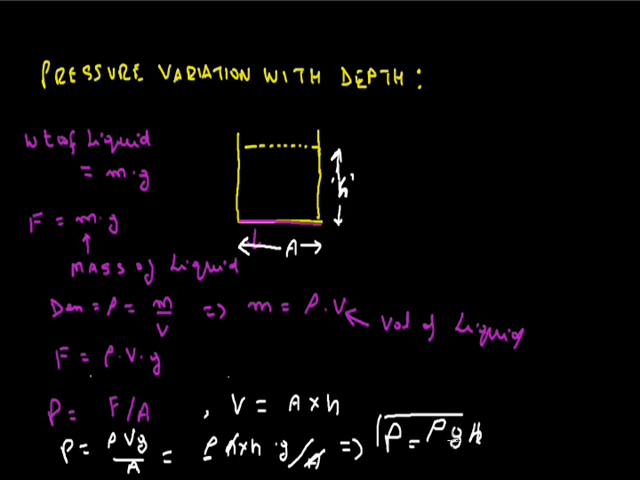 PRESSURE VARIATION WITH DEPTH :
wt of Liquid
= m·g
F = m·g
↑
MASS of Liquid
"h"
A
Den = ρ = m/V => m = ρ·V ← Vol of Liquid
F = ρ·V·g
P = F/A , V = A×h
P = ρVg/A = ρ A×h·g/A => P = ρgh